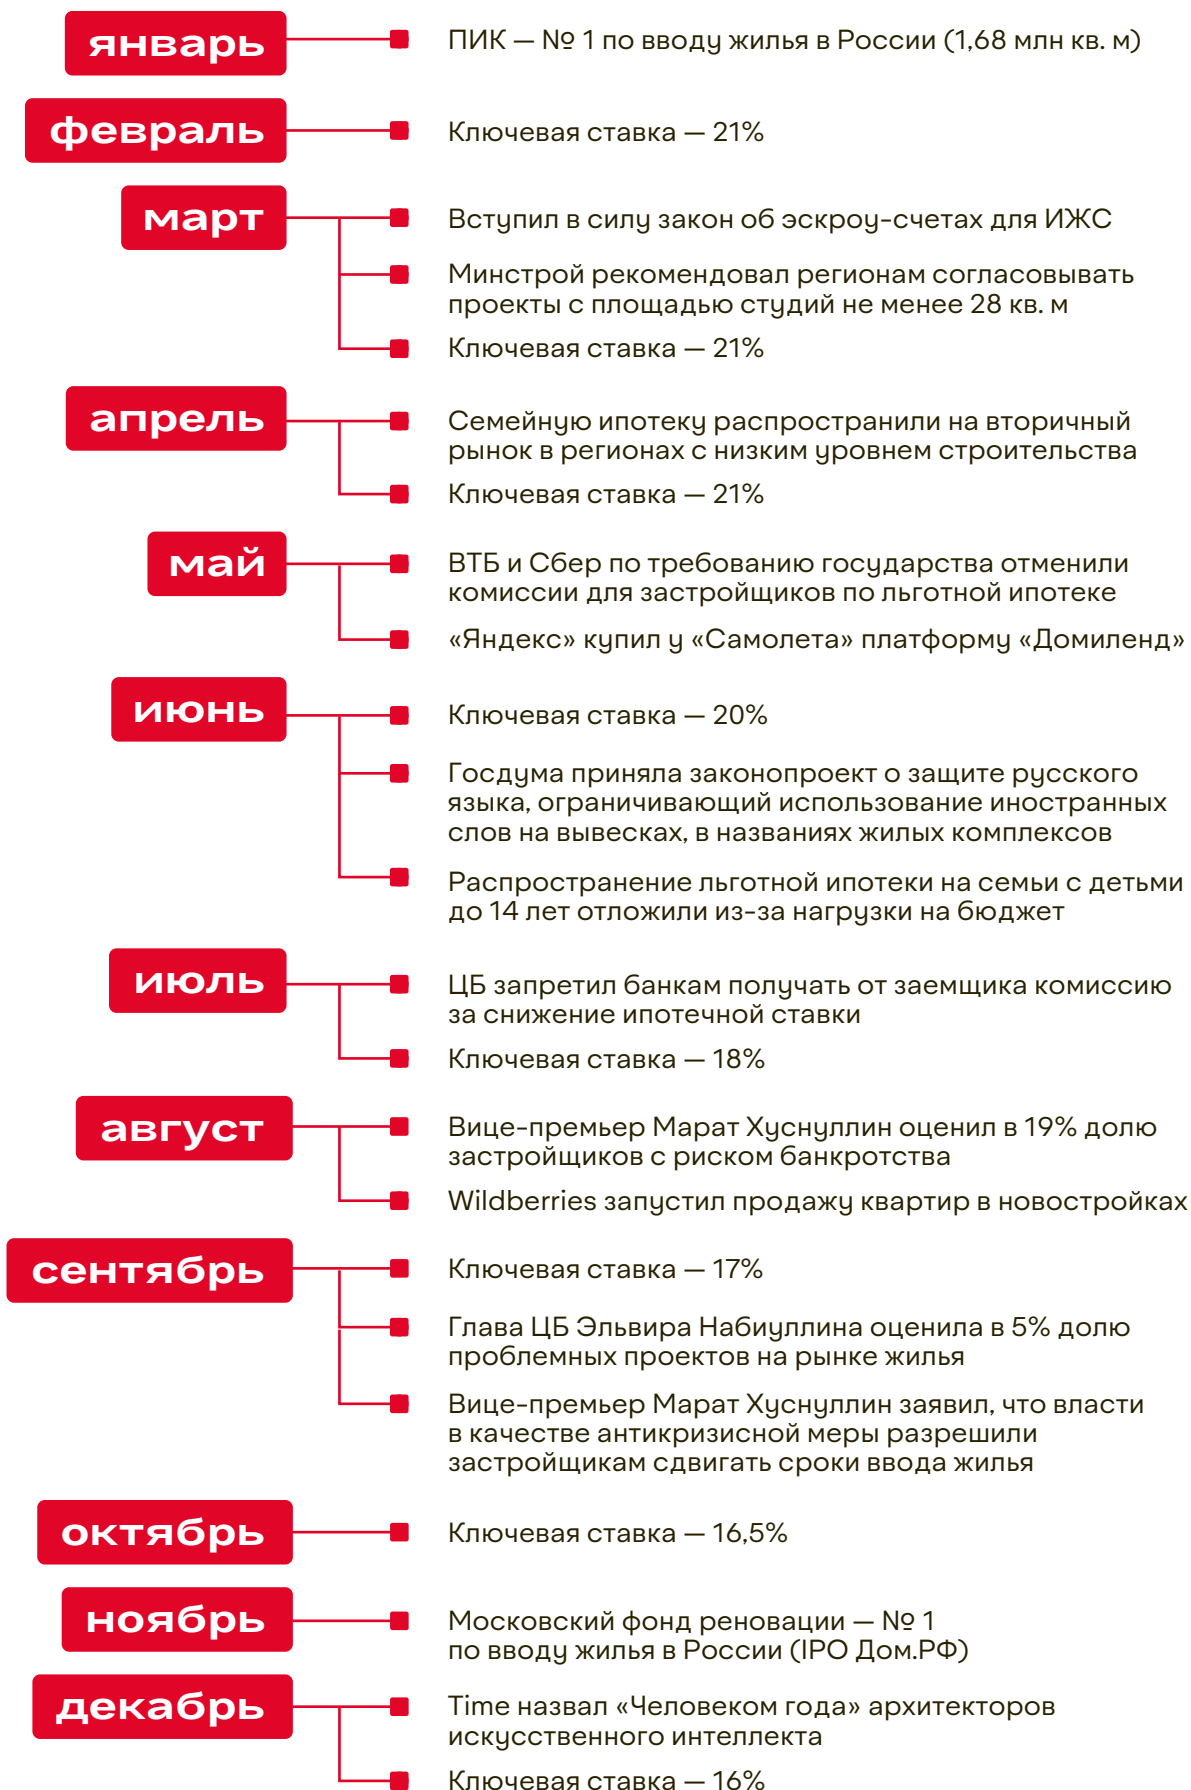 январь
ПИК — № 1 по вводу жилья в России (1,68 млн кв. м)
февраль
Ключевая ставка — 21%
март
Вступил в силу закон об эскроу-счетах для ИЖС
Минстрой рекомендовал регионам согласовывать
проекты с площадью студий не менее 28 кв. м
Ключевая ставка — 21%
апрель
Семейную ипотеку распространили на вторичный
рынок в регионах с низким уровнем строительства
Ключевая ставка — 21%
май
ВТБ и Сбер по требованию государства отменили
комиссии для застройщиков по льготной ипотеке
«Яндекс» купил у «Самолета» платформу «Домиленд»
июнь
Ключевая ставка — 20%
Госдума приняла законопроект о защите русского
языка, ограничивающий использование иностранных
слов на вывесках, в названиях жилых комплексов
Распространение льготной ипотеки на семьи с детьми
до 14 лет отложили из-за нагрузки на бюджет
июль
ЦБ запретил банкам получать от заемщика комиссию
за снижение ипотечной ставки
Ключевая ставка — 18%
август
Вице-премьер Марат Хуснуллин оценил в 19% долю
застройщиков с риском банкротства
Wildberries запустил продажу квартир в новостройках
сентябрь
Ключевая ставка — 17%
Глава ЦБ Эльвира Набиуллина оценила в 5% долю
проблемных проектов на рынке жилья
Вице-премьер Марат Хуснуллин заявил, что власти
в качестве антикризисной меры разрешили
застройщикам сдвигать сроки ввода жилья
октябрь
Ключевая ставка — 16,5%
ноябрь
Московский фонд реновации — № 1
по вводу жилья в России (IPO Дом.РФ)
декабрь
Time назвал «Человеком года» архитекторов
искусственного интеллекта
Ключевая ставка — 16%